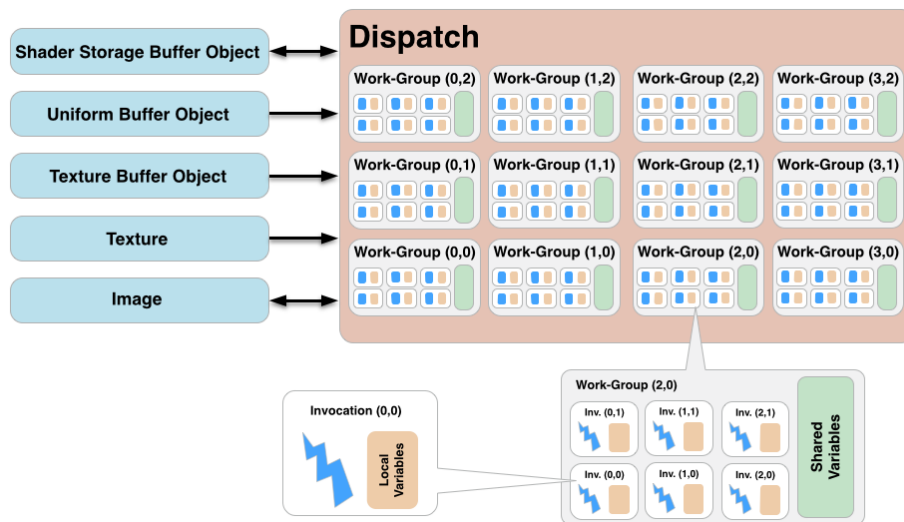 Dispatch
Shader Storage Buffer Object
Uniform Buffer Object
Texture Buffer Object
Texture
Image
Work-Group (0,2)
Work-Group (1,2)
Work-Group (2,2)
Work-Group (3,2)
Work-Group (0,1)
Work-Group (1,1)
Work-Group (2,1)
Work-Group (3,1)
Work-Group (0,0)
Work-Group (1,0)
Work-Group (2,0)
Work-Group (3,0)
Work-Group (2,0)
Inv. (0,1)
Inv. (1,1)
Inv. (2,1)
Inv. (0,0)
Inv. (1,0)
Inv. (2,0)
Shared
Variables
Invocation (0,0)
Local
Variables